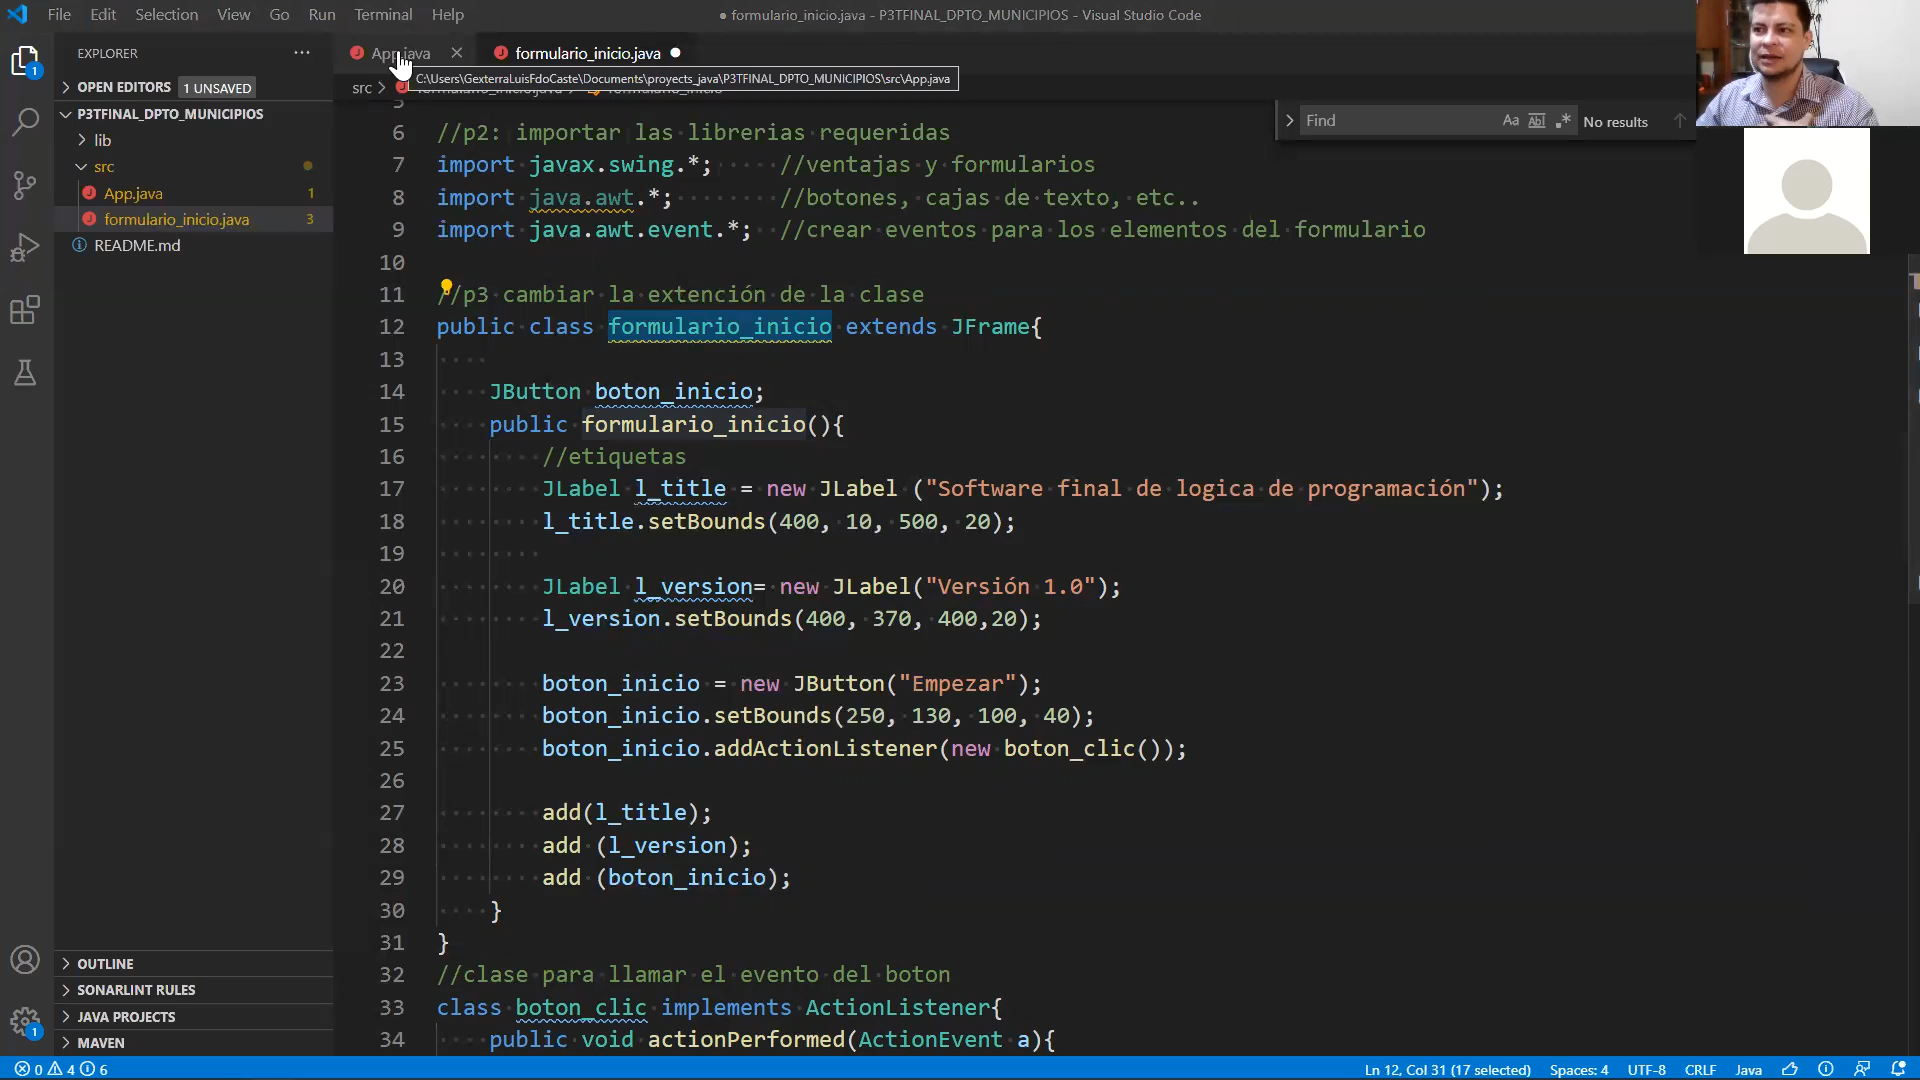 File Edit Selection View Go Run Terminal Help
● formulario_inicio.java - P3TFINAL_DPTO_MUNICIPIOS - Visual Studio Code
EXPLORER
App.java
formulario_inicio.java
C:\Users\GexterraLuisFdoCaste\Documents\proyects_java\P3TFINAL_DPTO_MUNICIPIOS\src\App.java
OPEN EDITORS 1 UNSAVED
src
P3TFINAL_DPTO_MUNICIPIOS
lib
src
App.java 1
formulario_inicio.java 3
README.md
Find
Aa
No results
5
6 //p2: importar las librerias requeridas
7 import javax.swing.*; //ventajas y formularios
8 import java.awt.*; //botones, cajas de texto, etc..
9 import java.awt.event.*; //crear eventos para los elementos del formulario
10
11 //p3 cambiar la extención de la clase
12 public class formulario_inicio extends JFrame{
13
14 JButton boton_inicio;
15 public formulario_inicio(){
16 //etiquetas
17 JLabel l_title = new JLabel ("Software final de logica de programación");
18 l_title.setBounds(400, 10, 500, 20);
19
20 JLabel l_version= new JLabel("Versión 1.0");
21 l_version.setBounds(400, 370, 400,20);
22
23 boton_inicio = new JButton("Empezar");
24 boton_inicio.setBounds(250, 130, 100, 40);
25 boton_inicio.addActionListener(new boton_clic());
26
27 add(l_title);
28 add (l_version);
29 add (boton_inicio);
30 }
31 }
32 //clase para llamar el evento del boton
33 class boton_clic implements ActionListener{
34 public void actionPerformed(ActionEvent a){
OUTLINE
SONARLINT RULES
JAVA PROJECTS
MAVEN
1
1
0 4 6
Ln 12, Col 31 (17 selected) Spaces: 4 UTF-8 CRLF Java